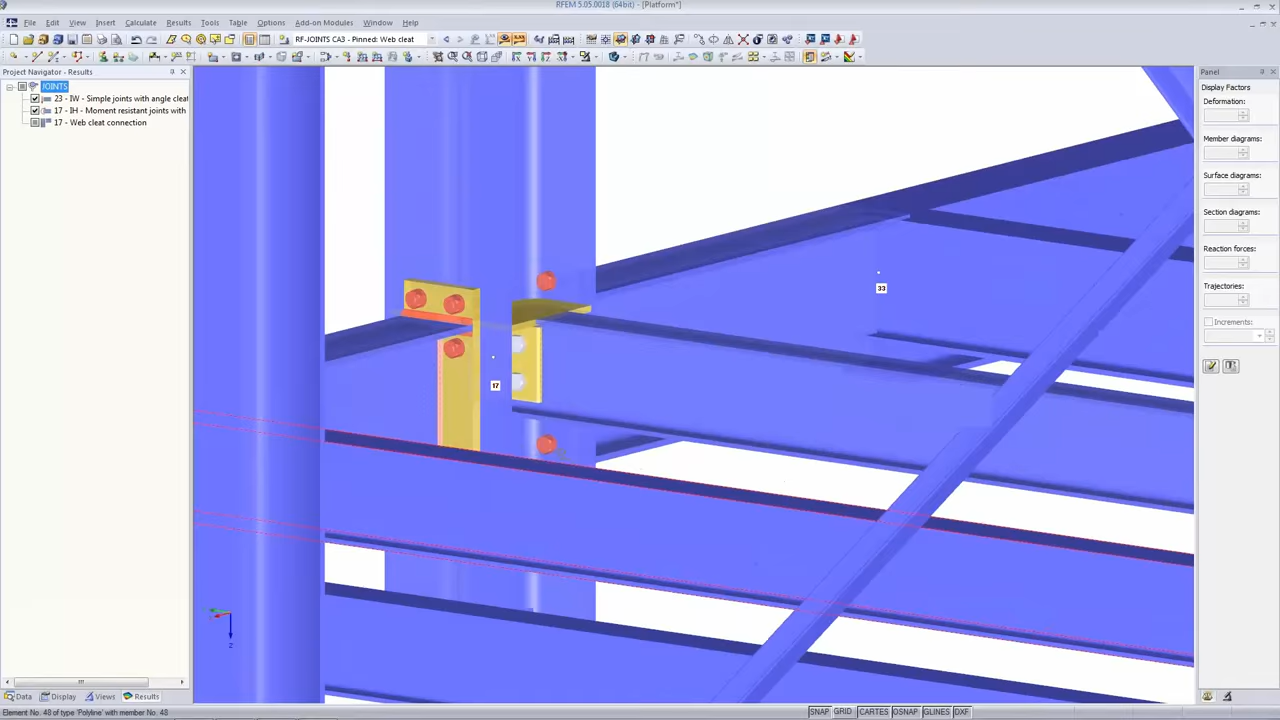 RFEM 5.05.0018 (64bit) - [Platform*]
File Edit View Insert Calculate Results Tools Table Options Add-on Modules Window Help
RF-JOINTS CA3 - Pinned: Web cleat
Project Navigator - Results
JOINTS
23 - IW - Simple joints with angle cleat
17 - IH - Moment resistant joints with
17 - Web cleat connection
Data Display Views Results
33
17
Z
Panel
Display Factors
Deformation:
Member diagrams:
Surface diagrams:
Section diagrams:
Reaction forces:
Trajectories:
Increments:
Element No. 48 of type 'Polyline' with member No. 48
SNAP GRID CARTES OSNAP GLINES DXF